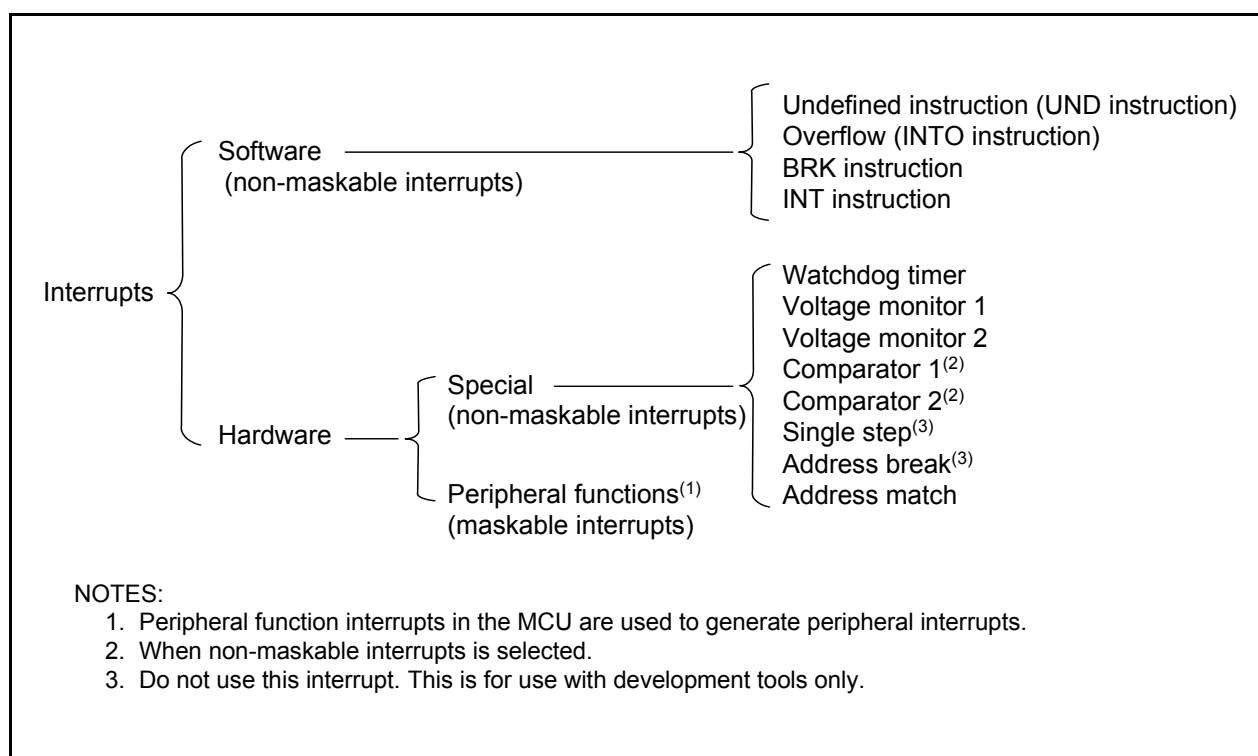 Interrupts
Software
(non-maskable interrupts)
Undefined instruction (UND instruction)
Overflow (INTO instruction)
BRK instruction
INT instruction
Hardware
Special
(non-maskable interrupts)
Watchdog timer
Voltage monitor 1
Voltage monitor 2
Comparator 1(2)
Comparator 2(2)
Single step(3)
Address break(3)
Address match
Peripheral functions(1)
(maskable interrupts)
NOTES:
1. Peripheral function interrupts in the MCU are used to generate peripheral interrupts.
2. When non-maskable interrupts is selected.
3. Do not use this interrupt. This is for use with development tools only.